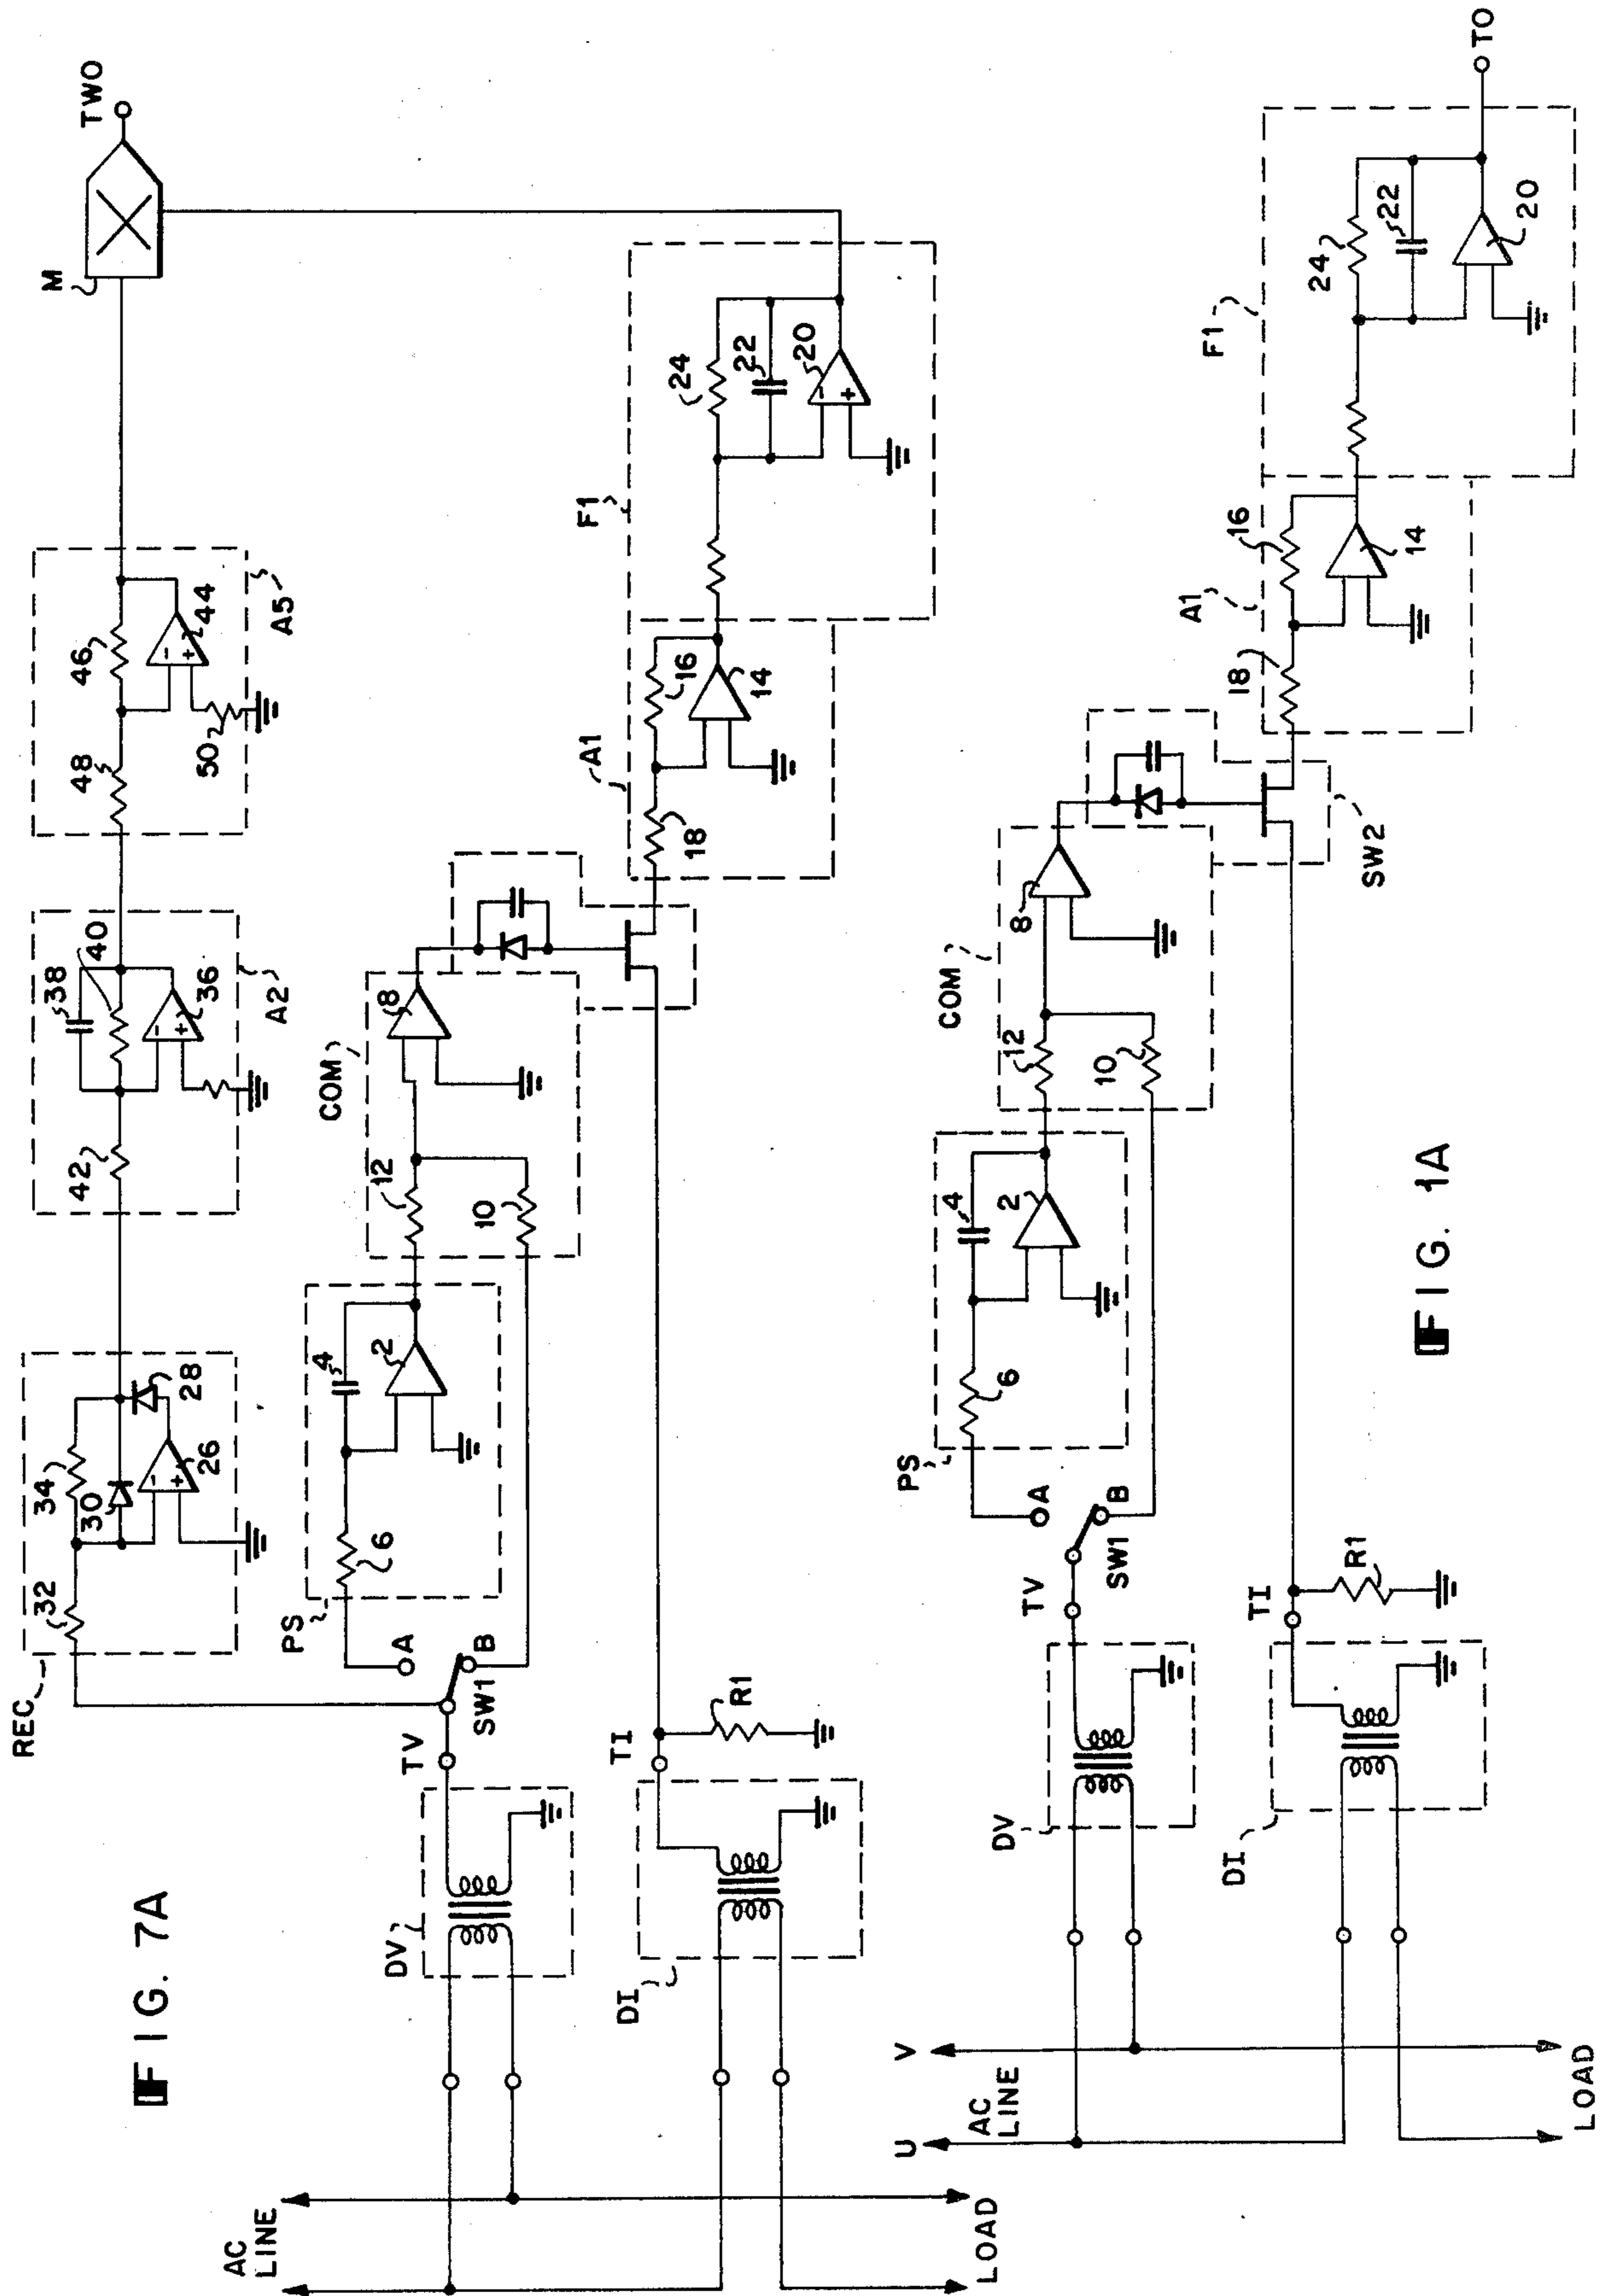 FIG. 7A
AC
LINE
LOAD
DV
DI
TV
TI
R1
SW1
A
B
REC
32
34
30
26
28
PS
6
4
2
42
38
40
36
A2
COM
12
10
8
48
46
44
50
A5
A1
18
16
14
F1
24
22
20
M
TWO
- +
- +
- +
- +
FIG. 1A
U
V
AC
LINE
LOAD
DV
DI
TV
TI
R1
SW1
A
B
PS
6
4
2
COM
12
10
8
SW2
A1
18
16
14
F1
24
22
20
TO